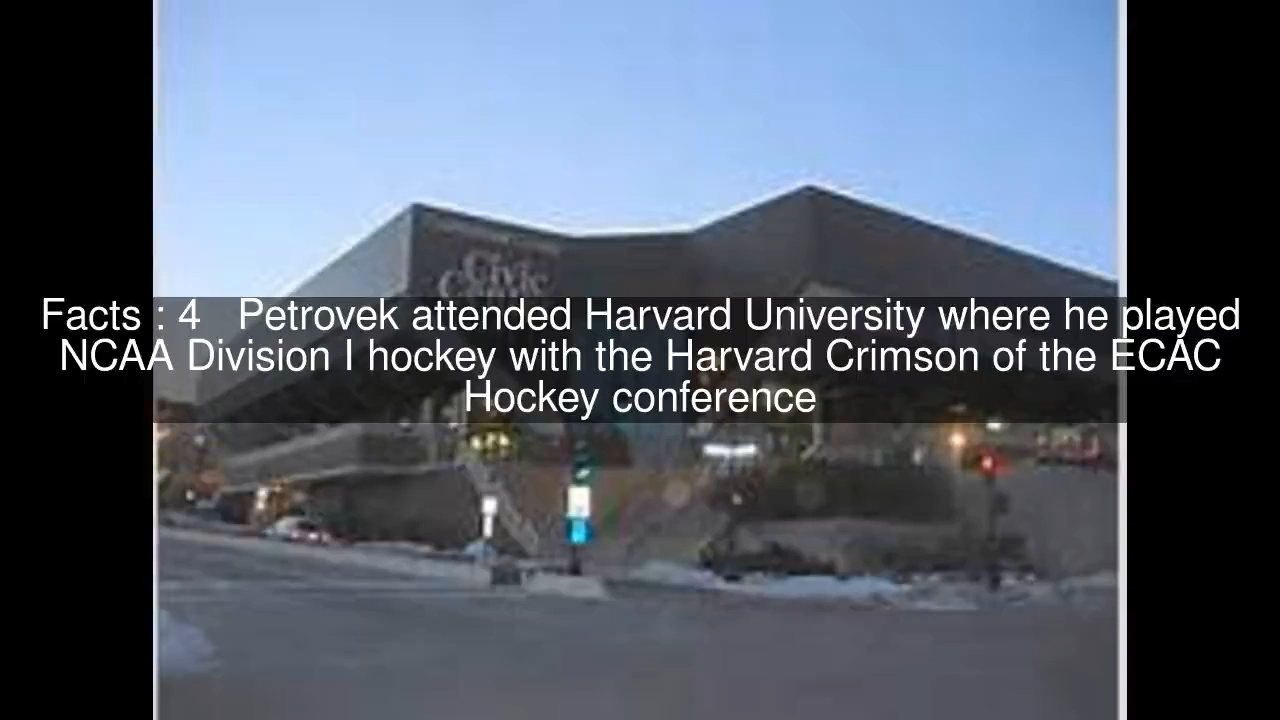 Civic
Facts : 4 Petrovek attended Harvard University where he played
NCAA Division I hockey with the Harvard Crimson of the ECAC
Hockey conference